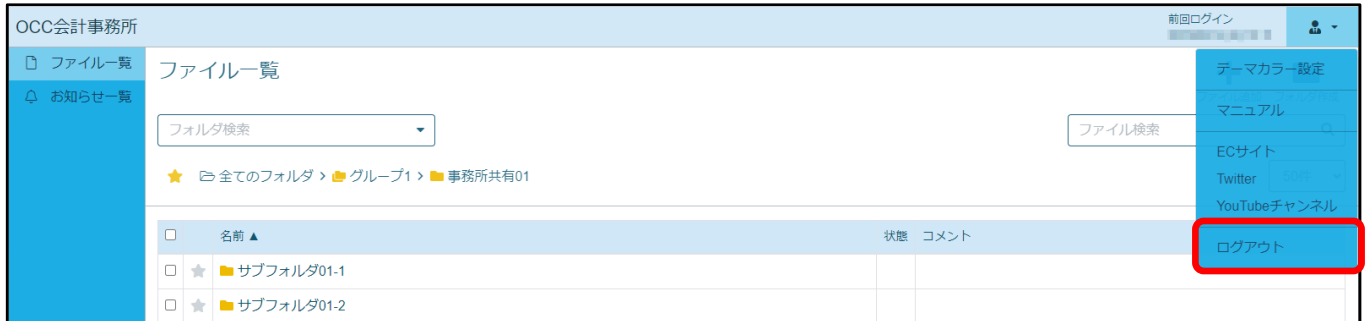 OCC会計事務所
前回ログイン
ファイル一覧
お知らせ一覧
ファイル一覧
フォルダ検索
ファイル検索
全てのフォルダ > グループ1 > 事務所共有01
テーマカラー設定
マニュアル
ECサイト
Twitter
50件
YouTubeチャンネル
ログアウト
名前▲ 状態 コメント
サブフォルダ01-1
サブフォルダ01-2